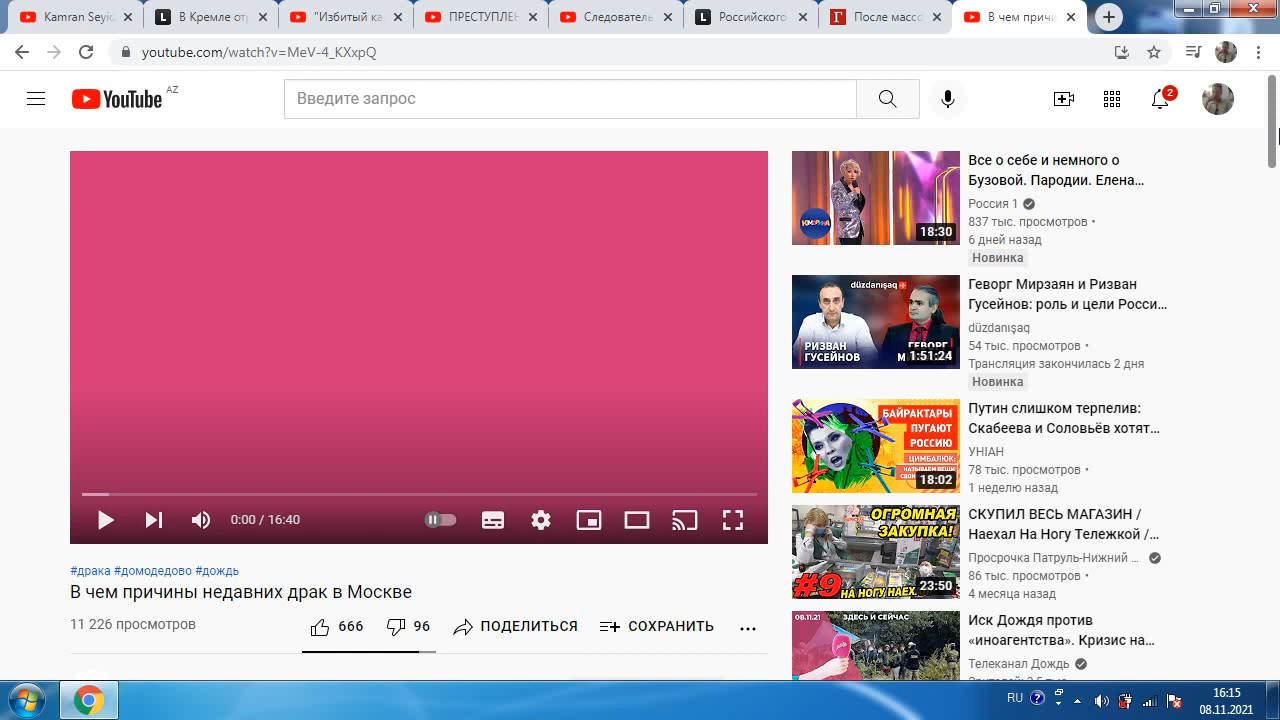 Kamran Seyid
В Кремле отр
"Избитый ка
ПРЕСТУПЛЕН
Следователь
Российского
После массо
В чем причи
youtube.com/watch?v=MeV-4_KXxpQ
YouTube AZ
Введите запрос
2
0:00 / 16:40
#драка #домодедово #дождь
В чем причины недавних драк в Москве
11 226 просмотров
666
96
ПОДЕЛИТЬСЯ
СОХРАНИТЬ
ЮМОРИНА
18:30
Все о себе и немного о
Бузовой. Пародии. Елена...
Россия 1
837 тыс. просмотров •
6 дней назад
Новинка
düzdanışaq
РИЗВАН
ГУСЕЙНОВ
ГЕВОРГ
1:51:24
Геворг Мирзаян и Ризван
Гусейнов: роль и цели Росси...
düzdanışaq
54 тыс. просмотров •
Трансляция закончилась 2 дня
Новинка
БАЙРАКТАРЫ
ПУГАЮТ
РОССИЮ
ЦИМБАЛЮК:
НАЗЫВАЕМ ВЕЩИ
18:02
Путин слишком терпелив:
Скабеева и Соловьёв хотят...
УНІАН
78 тыс. просмотров •
1 неделю назад
ОГРОМНАЯ
ЗАКУПКА!
#9
НА НОГУ НАЕХ
23:50
СКУПИЛ ВЕСЬ МАГАЗИН /
Наехал На Ногу Тележкой /...
Просрочка Патруль-Нижний ...
86 тыс. просмотров •
4 месяца назад
08.11.21
ЗДЕСЬ И СЕЙЧАС
Иск Дождя против
«иноагентства». Кризис на...
Телеканал Дождь
RU
16:15
08.11.2021